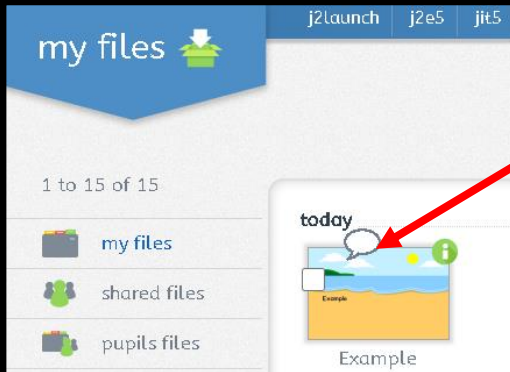 j2launch j2e5 jit5
my files
1 to 15 of 15
my files
shared files
pupils files
today
Example
Example